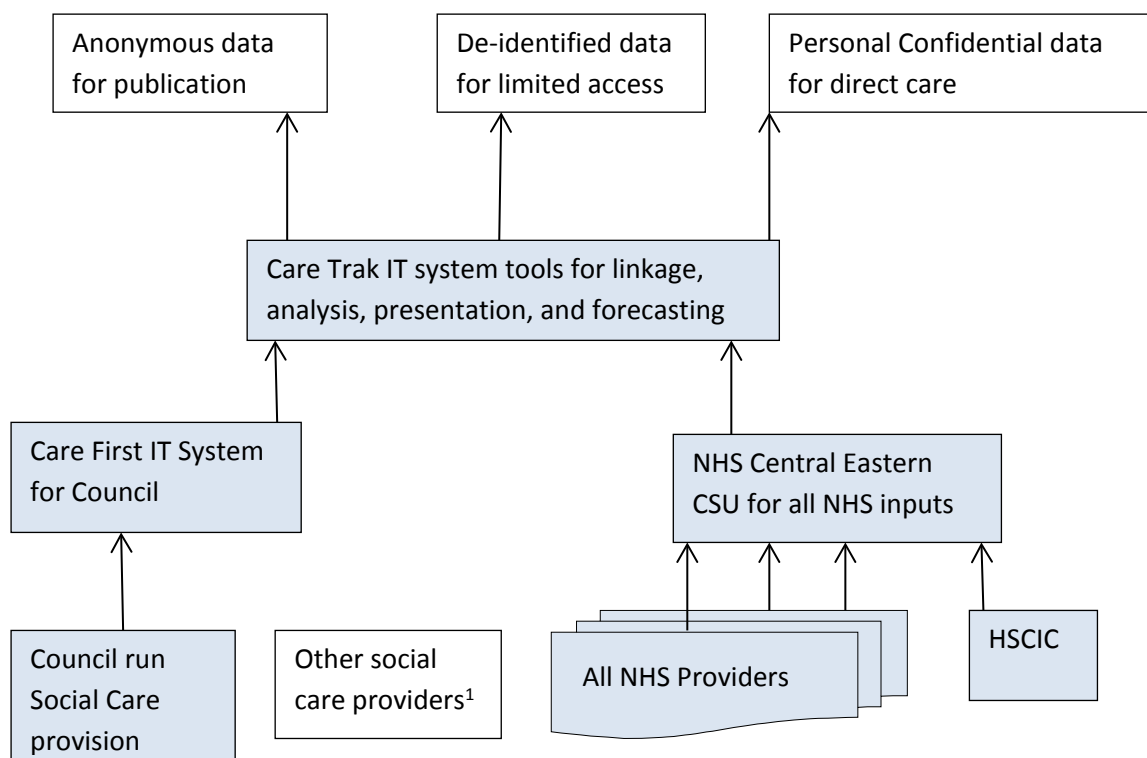 Anonymous data
for publication
De-identified data
for limited access
Personal Confidential data
for direct care
Care Trak IT system tools for linkage,
analysis, presentation, and forecasting
Care First IT System
for Council
NHS Central Eastern
CSU for all NHS inputs
Council run
Social Care
provision
Other social
care providers¹
All NHS Providers
HSCIC